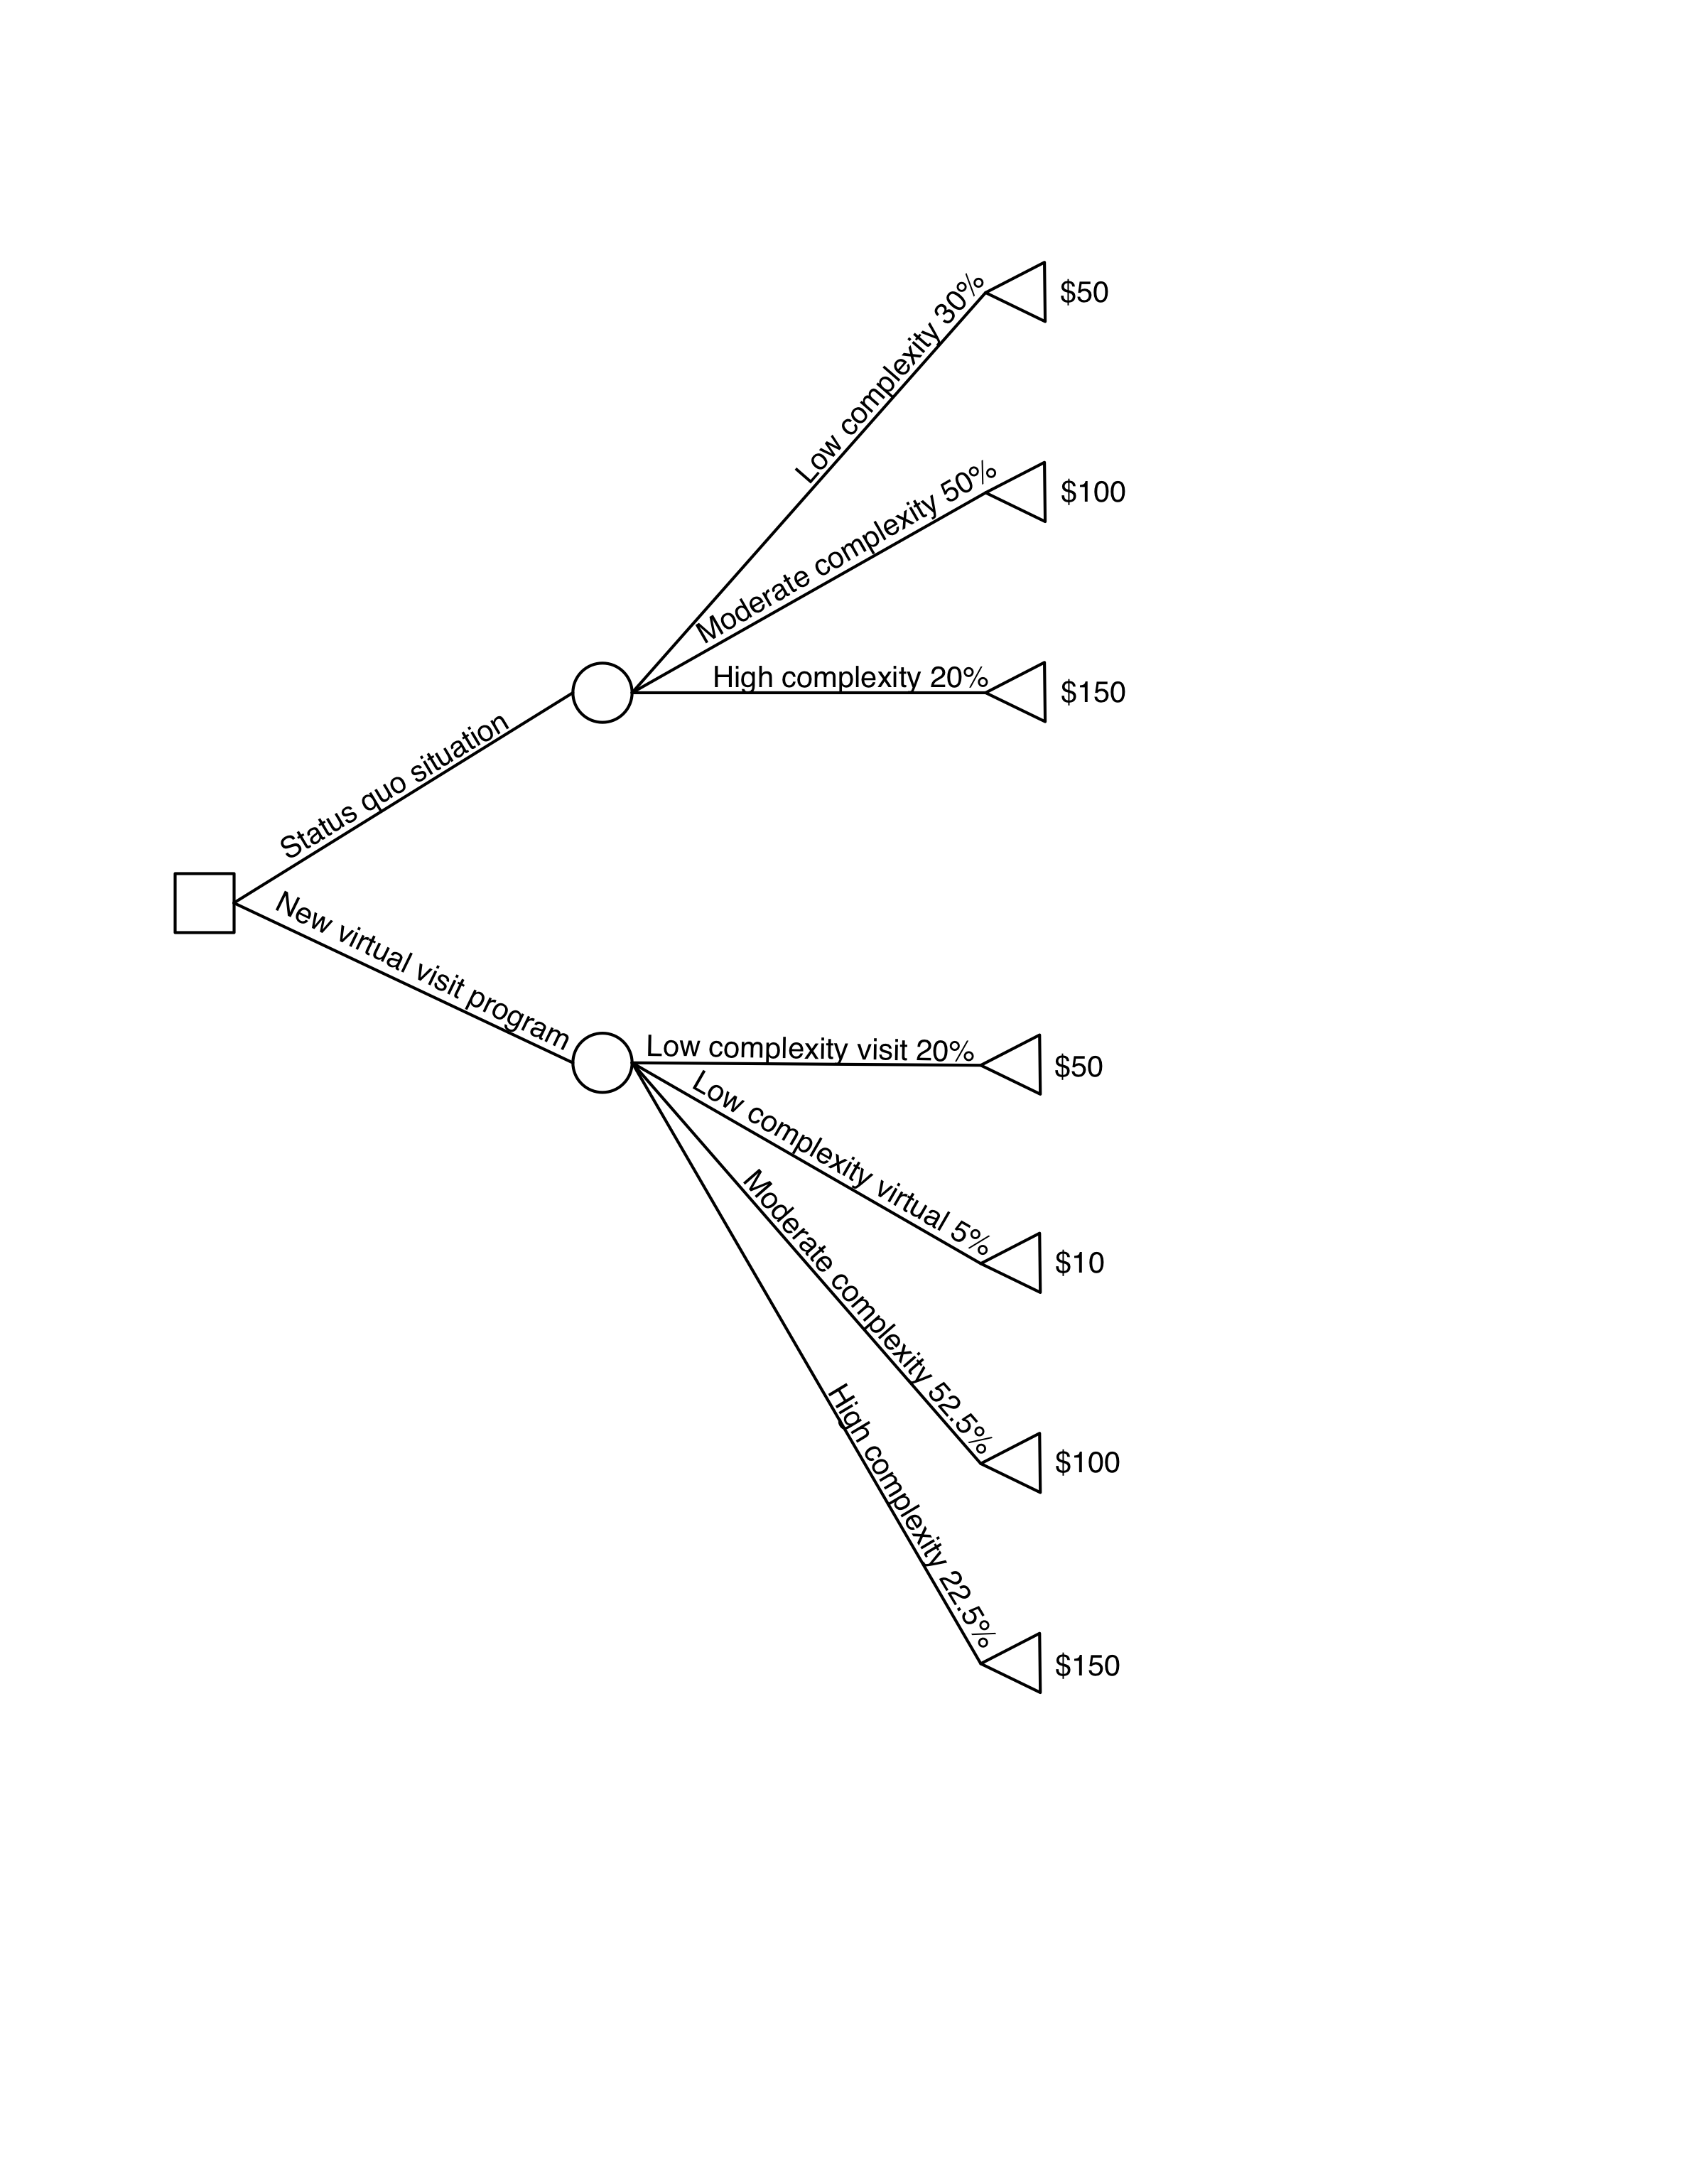 Low complexity 30%
$50
Moderate complexity 50%
$100
High complexity 20%
$150
Status quo situation
New virtual visit program
Low complexity visit 20%
$50
Low complexity virtual 5%
$10
Moderate complexity 52.5%
$100
High complexity 22.5%
$150